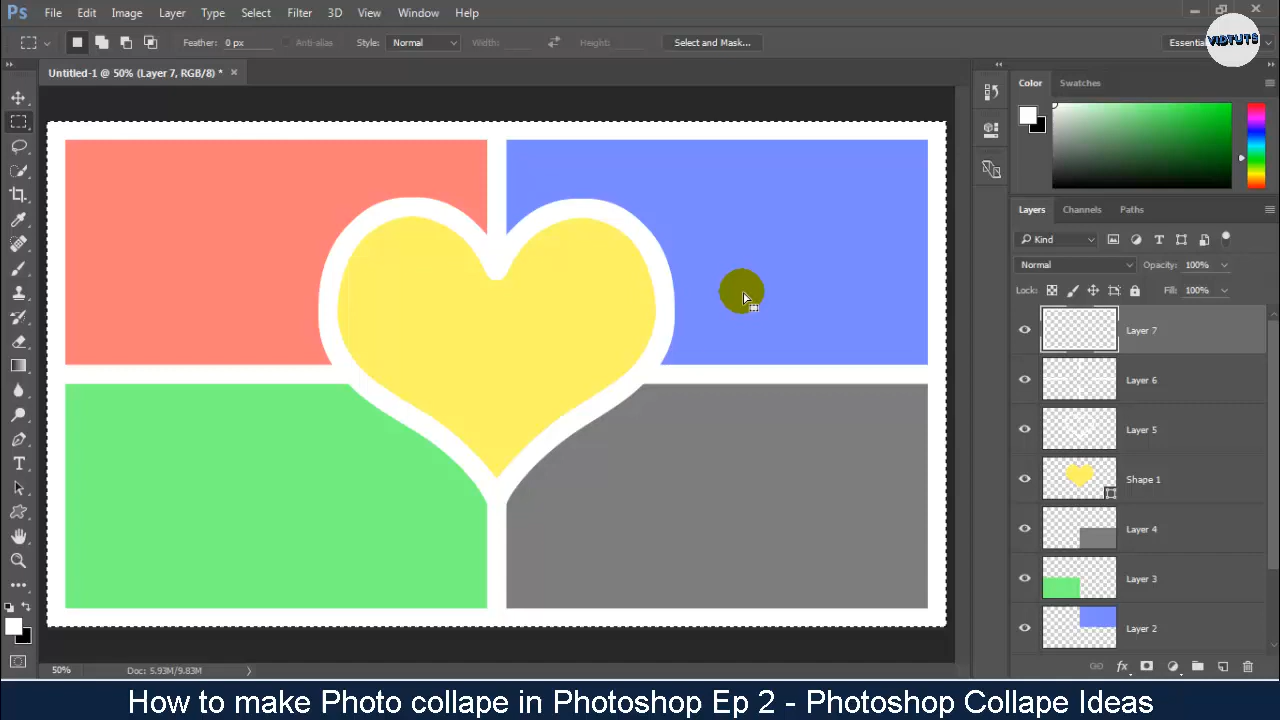 Ps File Edit Image Layer Type Select Filter 3D View Window Help
Feather: 0 px Anti-alias Style: Normal Width: Height: Select and Mask... Essenti
VIDTUTS
Untitled-1 @ 50% (Layer 7, RGB/8) * ×
Color Swatches
Layers Channels Paths
Kind
Normal Opacity: 100%
Lock: Fill: 100%
Layer 7
Layer 6
Layer 5
Shape 1
Layer 4
Layer 3
Layer 2
50% Doc: 5.93M/9.83M
How to make Photo collape in Photoshop Ep 2 - Photoshop Collape Ideas